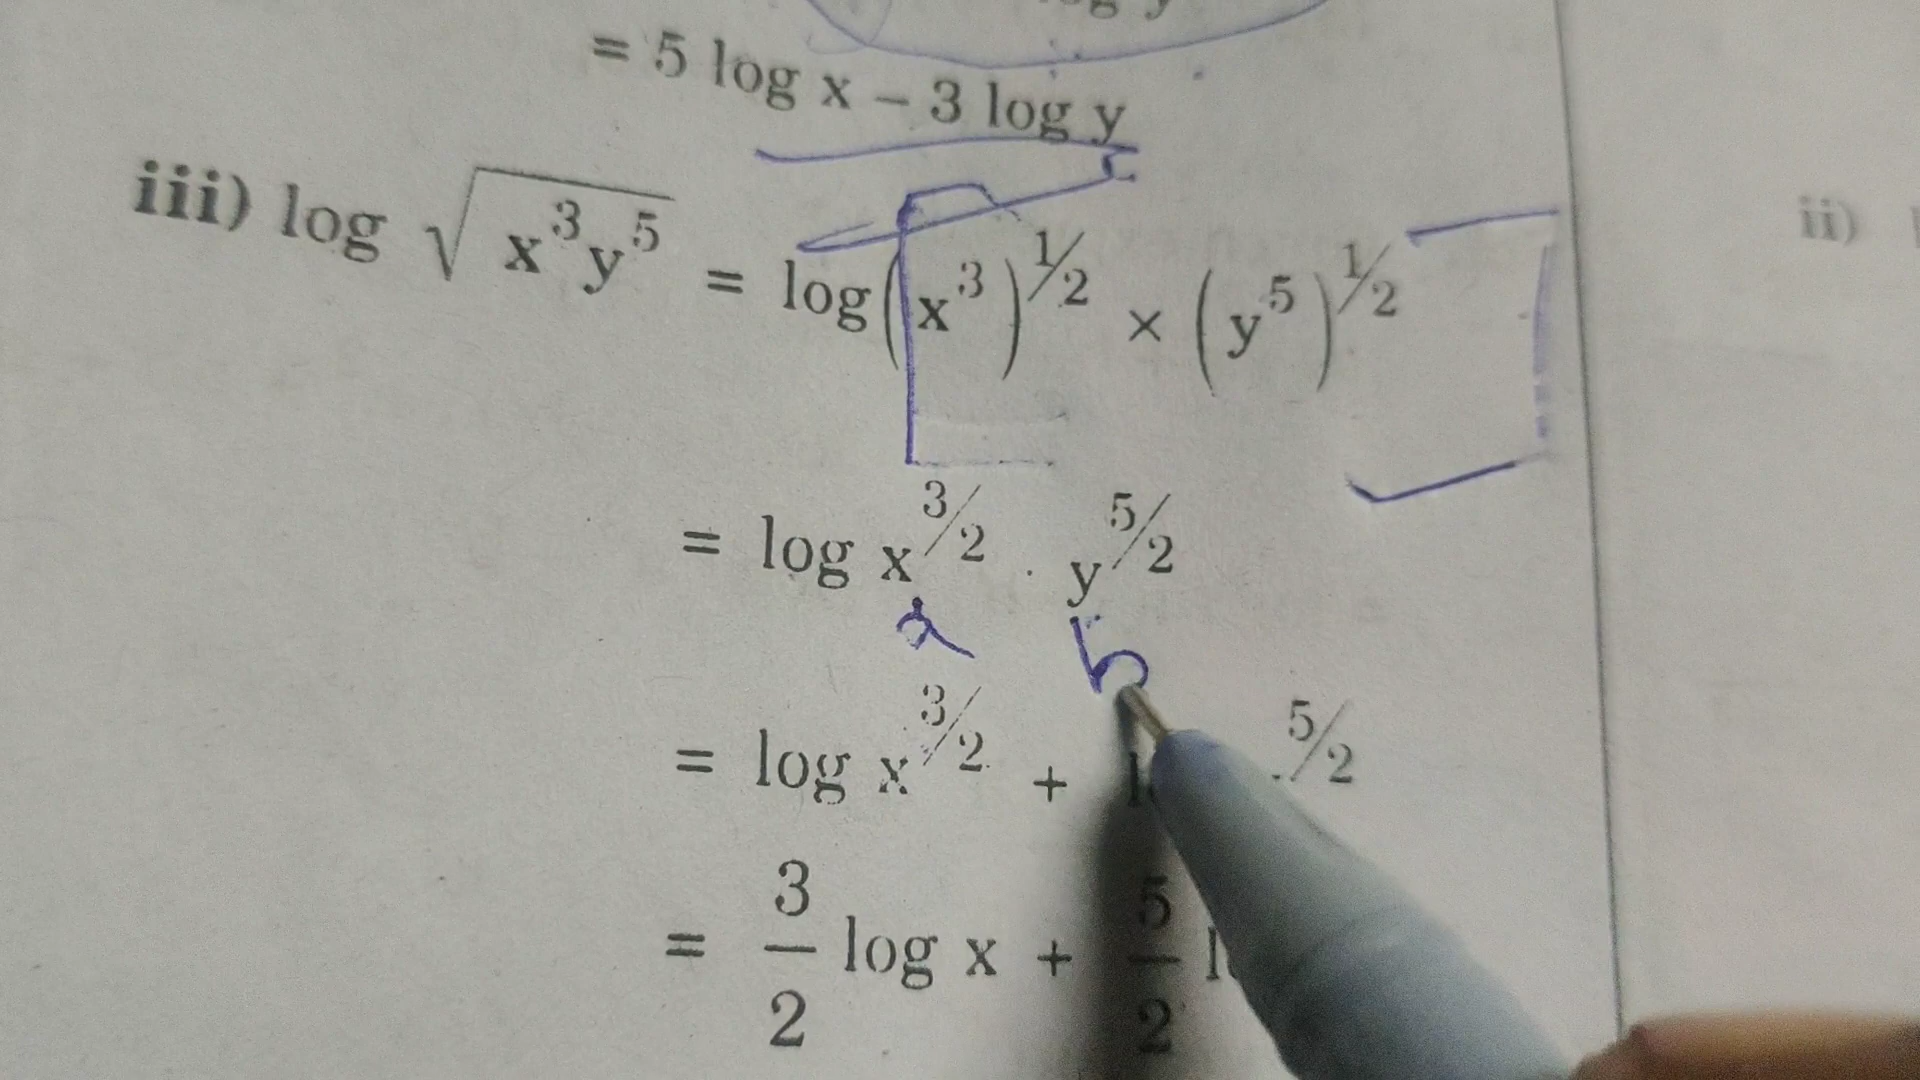 = 5 log x – 3 log y
iii) log √x³y⁵ = log(x³)^½ × (y⁵)^½
= log x^3/2 · y^5/2
a b
= log x^3/2 + 5/2
= 3/2 log x + 5/2
ii)